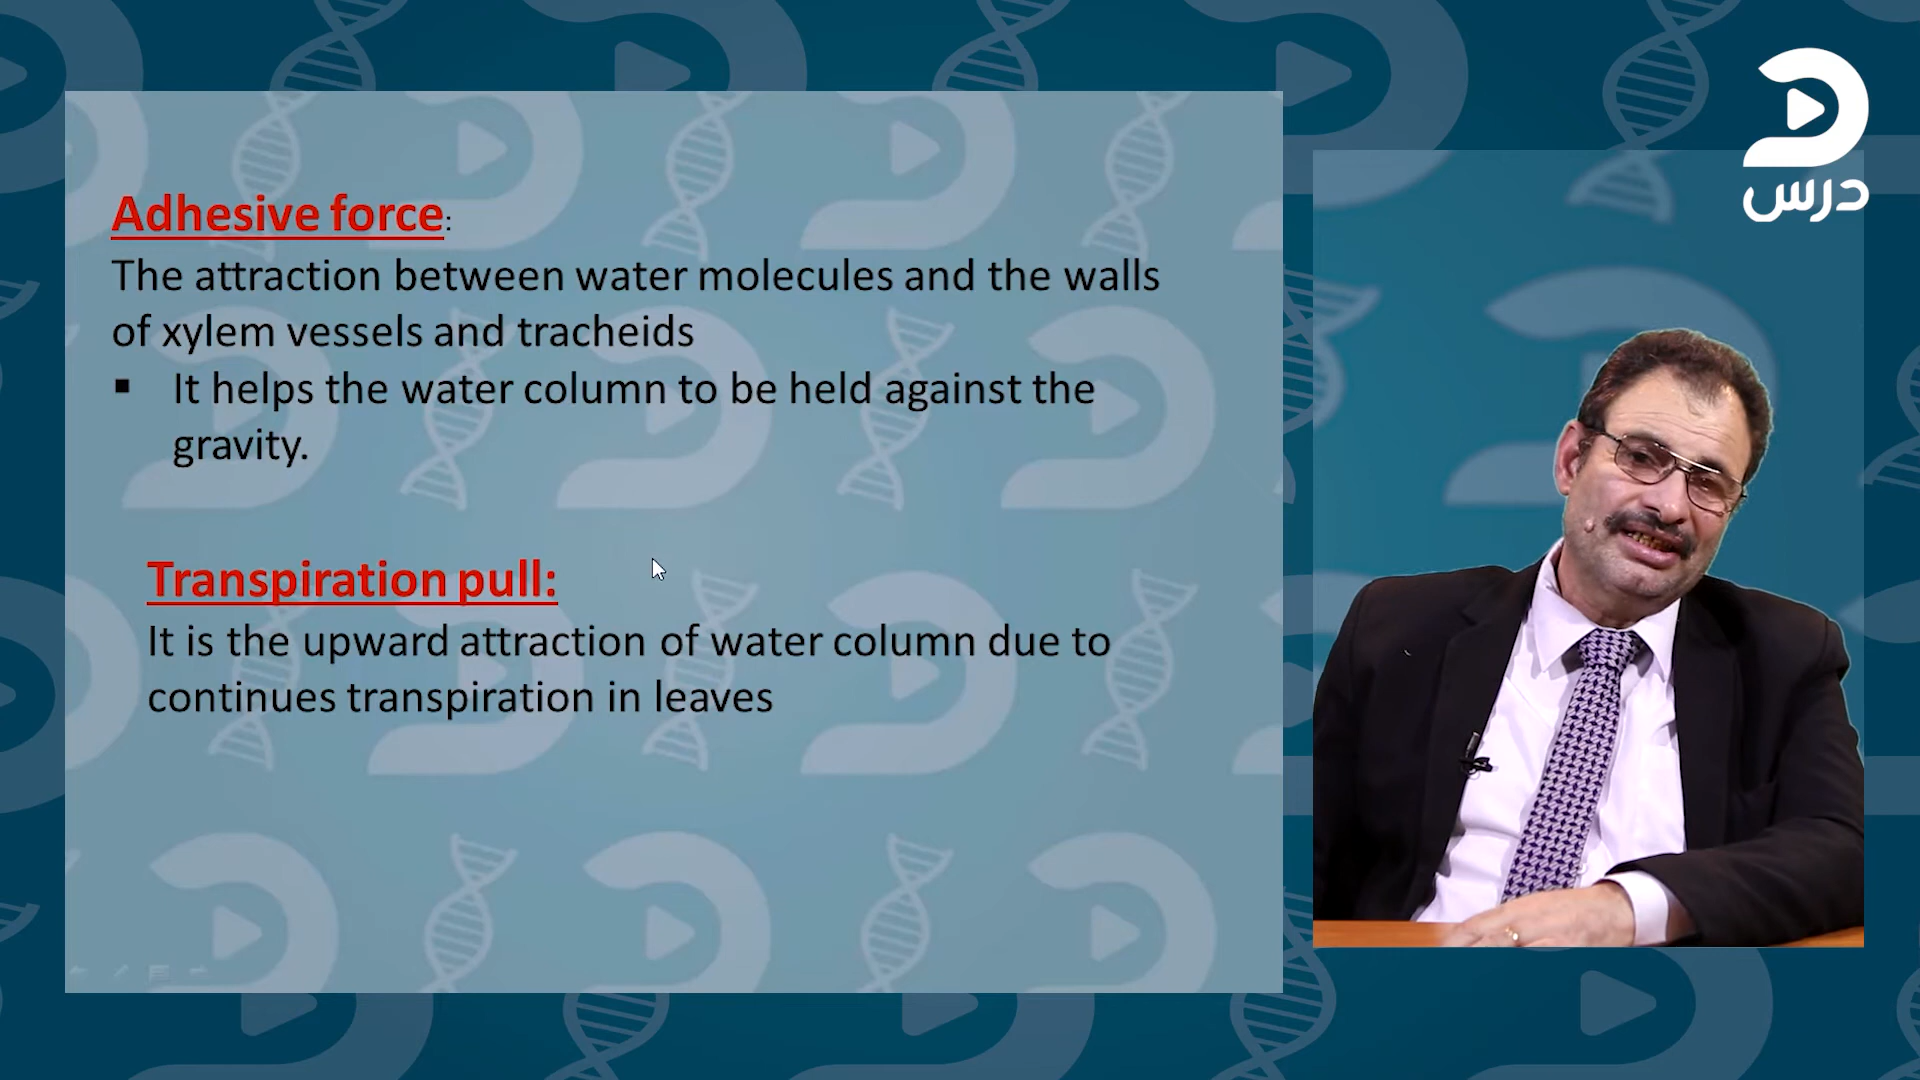 Adhesive force:
The attraction between water molecules and the walls
of xylem vessels and tracheids
▪ It helps the water column to be held against the
gravity.
Transpiration pull:
It is the upward attraction of water column due to
continues transpiration in leaves
درس